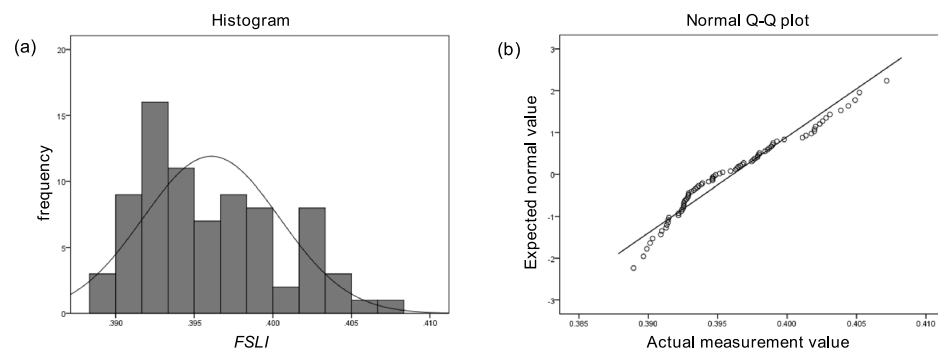 Histogram
(a)
20
15
10
5
0
frequency
.390
.395
.400
.405
.410
FSLI
Normal Q-Q plot
(b)
3
2
1
0
-1
-2
-3
Expected normal value
0.385
0.390
0.395
0.400
0.405
0.410
Actual measurement value